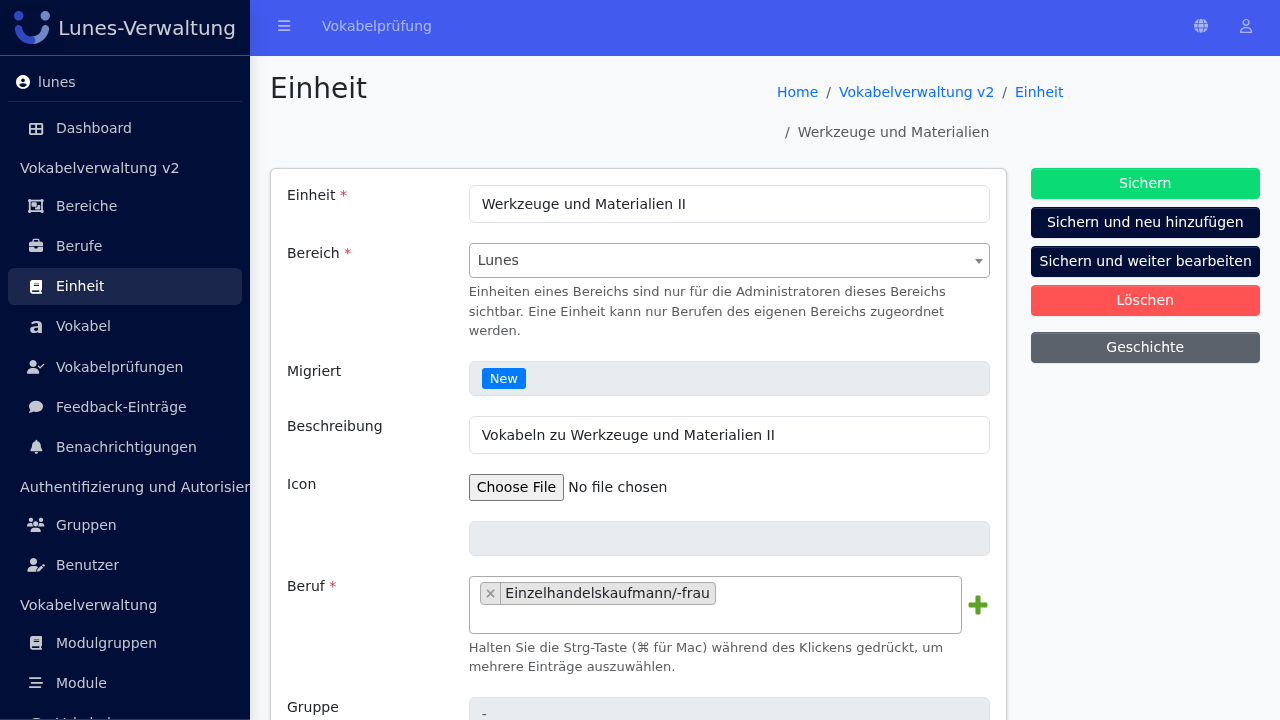 Lunes-Verwaltung
Vokabelprüfung
lunes
Dashboard
Vokabelverwaltung v2
Bereiche
Berufe
Einheit
Vokabel
Vokabelprüfungen
Feedback-Einträge
Benachrichtigungen
Authentifizierung und Autorisier
Gruppen
Benutzer
Vokabelverwaltung
Modulgruppen
Module
Einheit
Home / Vokabelverwaltung v2 / Einheit
/ Werkzeuge und Materialien
Einheit *
Werkzeuge und Materialien II
Bereich *
Lunes
Einheiten eines Bereichs sind nur für die Administratoren dieses Bereichs
sichtbar. Eine Einheit kann nur Berufen des eigenen Bereichs zugeordnet
werden.
Migriert
New
Beschreibung
Vokabeln zu Werkzeuge und Materialien II
Icon
Choose File No file chosen
Beruf *
× Einzelhandelskaufmann/-frau
Halten Sie die Strg-Taste (⌘ für Mac) während des Klickens gedrückt, um
mehrere Einträge auszuwählen.
Gruppe
-
Sichern
Sichern und neu hinzufügen
Sichern und weiter bearbeiten
Löschen
Geschichte